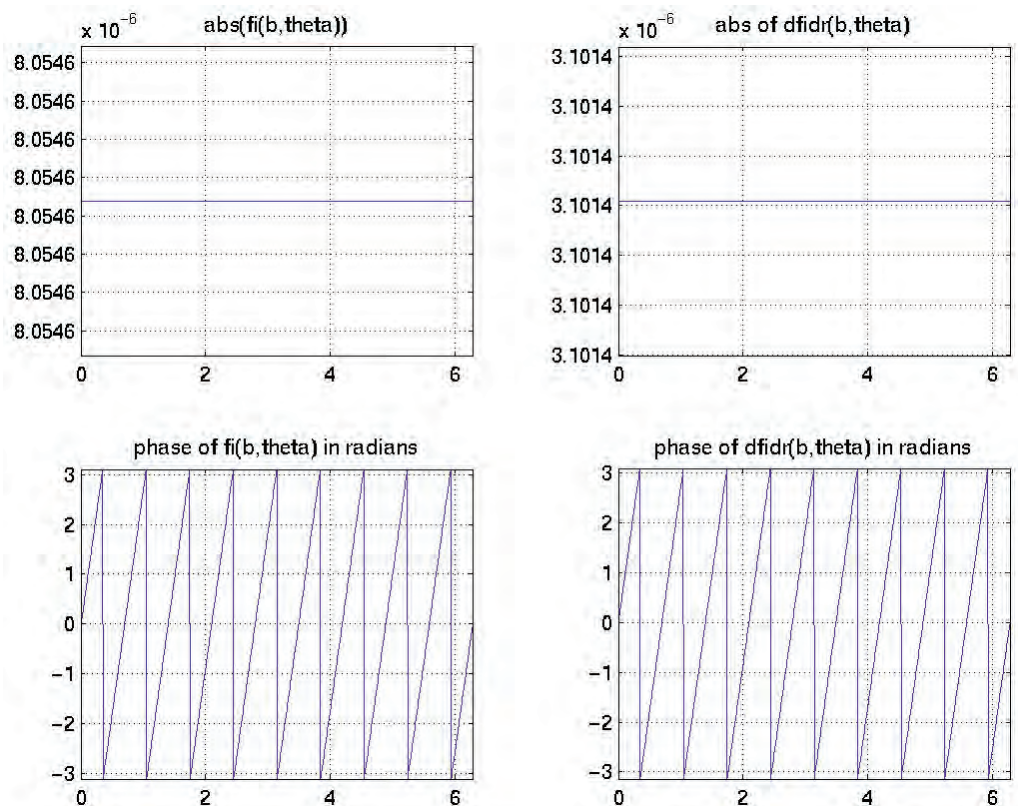 abs(fi(b,theta))
x 10^-6
8.0546
8.0546
8.0546
8.0546
8.0546
8.0546
8.0546
8.0546
0 2 4 6
abs of dfidr(b,theta)
x 10^-6
3.1014
3.1014
3.1014
3.1014
3.1014
3.1014
3.1014
0 2 4 6
phase of fi(b,theta) in radians
3
2
1
0
-1
-2
-3
0 2 4 6
phase of dfidr(b,theta) in radians
3
2
1
0
-1
-2
-3
0 2 4 6